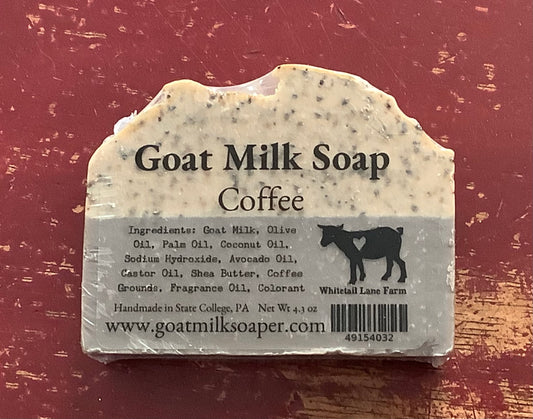 Goat Milk Soap
Coffee
Ingredients: Goat Milk, Olive
Oil, Palm Oil, Coconut Oil,
Sodium Hydroxide, Avocado Oil,
Castor Oil, Shea Butter, Coffee
Grounds, Fragrance Oil, Colorant
Whitetail Lane Farm
Handmade in State College, PA Net Wt 4.3 oz
www.goatmilksoaper.com
49154032